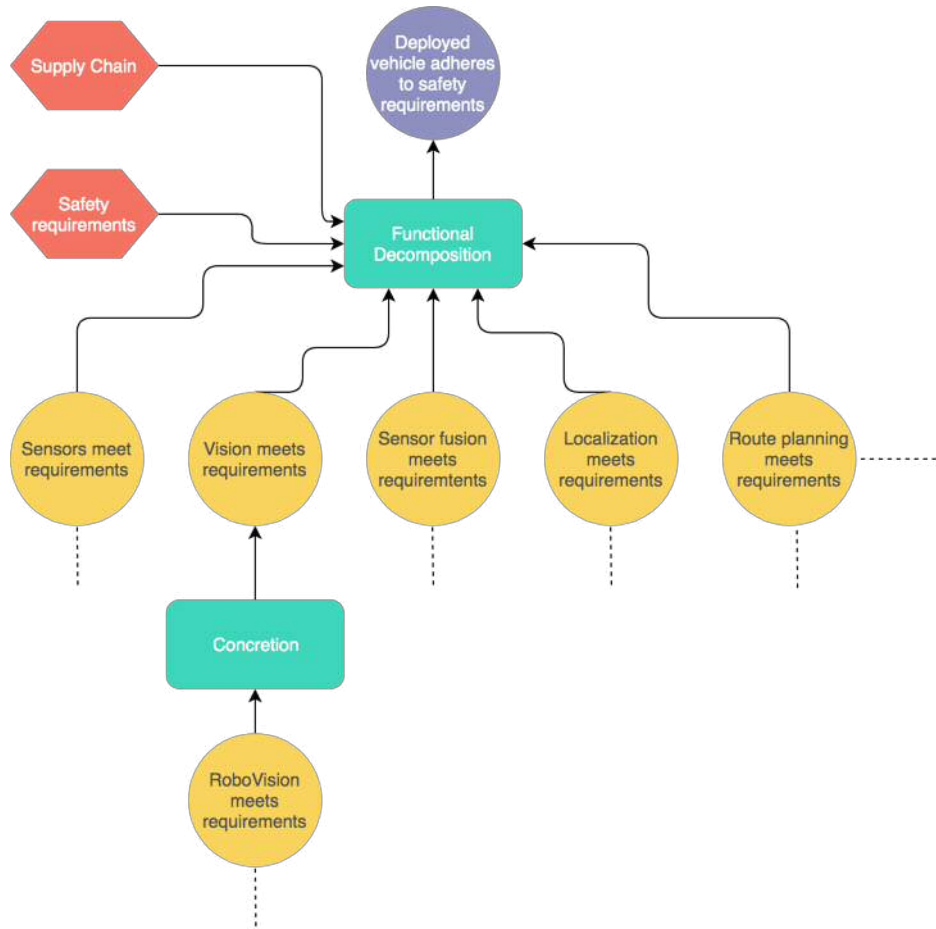 Supply Chain
Deployed
vehicle adheres
to safety
requirements
Safety
requirements
Functional
Decomposition
Sensors meet
requirements
Vision meets
requirements
Sensor fusion
meets
requiremtents
Localization
meets
requirements
Route planning
meets
requirements
Concretion
RoboVision
meets
requirements